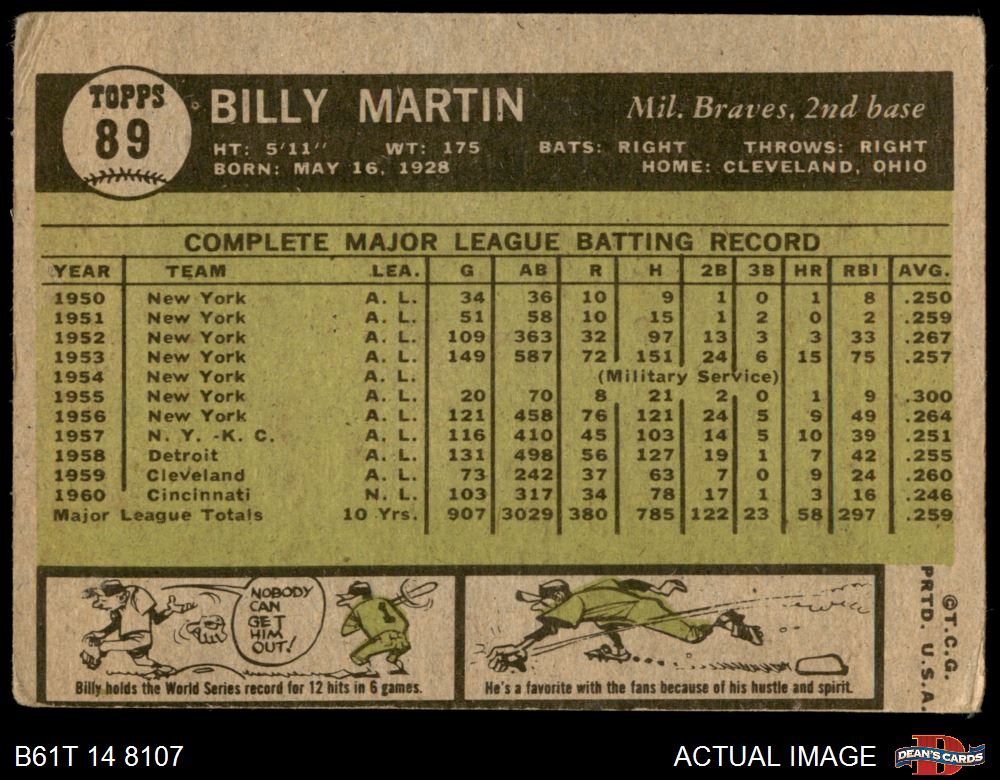 TOPPS
89
BILLY MARTIN Mil. Braves, 2nd base
HT: 5'11" WT: 175 BATS: RIGHT THROWS: RIGHT
BORN: MAY 16, 1928 HOME: CLEVELAND, OHIO
COMPLETE MAJOR LEAGUE BATTING RECORD
YEAR TEAM LEA. G AB R H 2B 3B HR RBI AVG.
1950 New York A. L. 34 36 10 9 1 0 1 8 .250
1951 New York A. L. 51 58 10 15 1 2 0 2 .259
1952 New York A. L. 109 363 32 97 13 3 3 33 .267
1953 New York A. L. 149 587 72 151 24 6 15 75 .257
1954 New York A. L. (Military Service)
1955 New York A. L. 20 70 8 21 2 0 1 9 .300
1956 New York A. L. 121 458 76 121 24 5 9 49 .264
1957 N. Y. -K. C. A. L. 116 410 45 103 14 5 10 39 .251
1958 Detroit A. L. 131 498 56 127 19 1 7 42 .255
1959 Cleveland A. L. 73 242 37 63 7 0 9 24 .260
1960 Cincinnati N. L. 103 317 34 78 17 1 3 16 .246
Major League Totals 10 Yrs. 907 3029 380 785 122 23 58 297 .259
NOBODY
CAN
GET
HIM
OUT!
1
Billy holds the World Series record for 12 hits in 6 games.
He's a favorite with the fans because of his hustle and spirit.
©T.C.G.
PRTD. U.S.A.
B61T 14 8107 ACTUAL IMAGE
DEAN'S CARDS